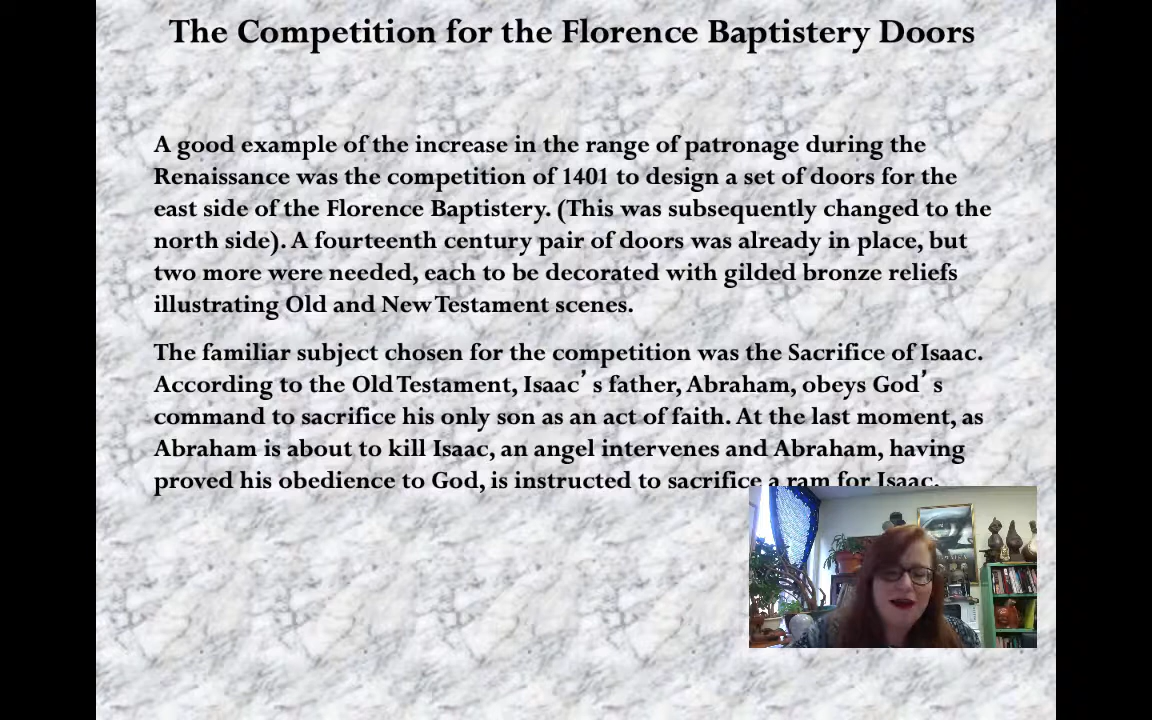 The Competition for the Florence Baptistery Doors
A good example of the increase in the range of patronage during the
Renaissance was the competition of 1401 to design a set of doors for the
east side of the Florence Baptistery. (This was subsequently changed to the
north side). A fourteenth century pair of doors was already in place, but
two more were needed, each to be decorated with gilded bronze reliefs
illustrating Old and New Testament scenes.
The familiar subject chosen for the competition was the Sacrifice of Isaac.
According to the Old Testament, Isaac’s father, Abraham, obeys God’s
command to sacrifice his only son as an act of faith. At the last moment, as
Abraham is about to kill Isaac, an angel intervenes and Abraham, having
proved his obedience to God, is instructed to sacrifice a ram for Isaac.